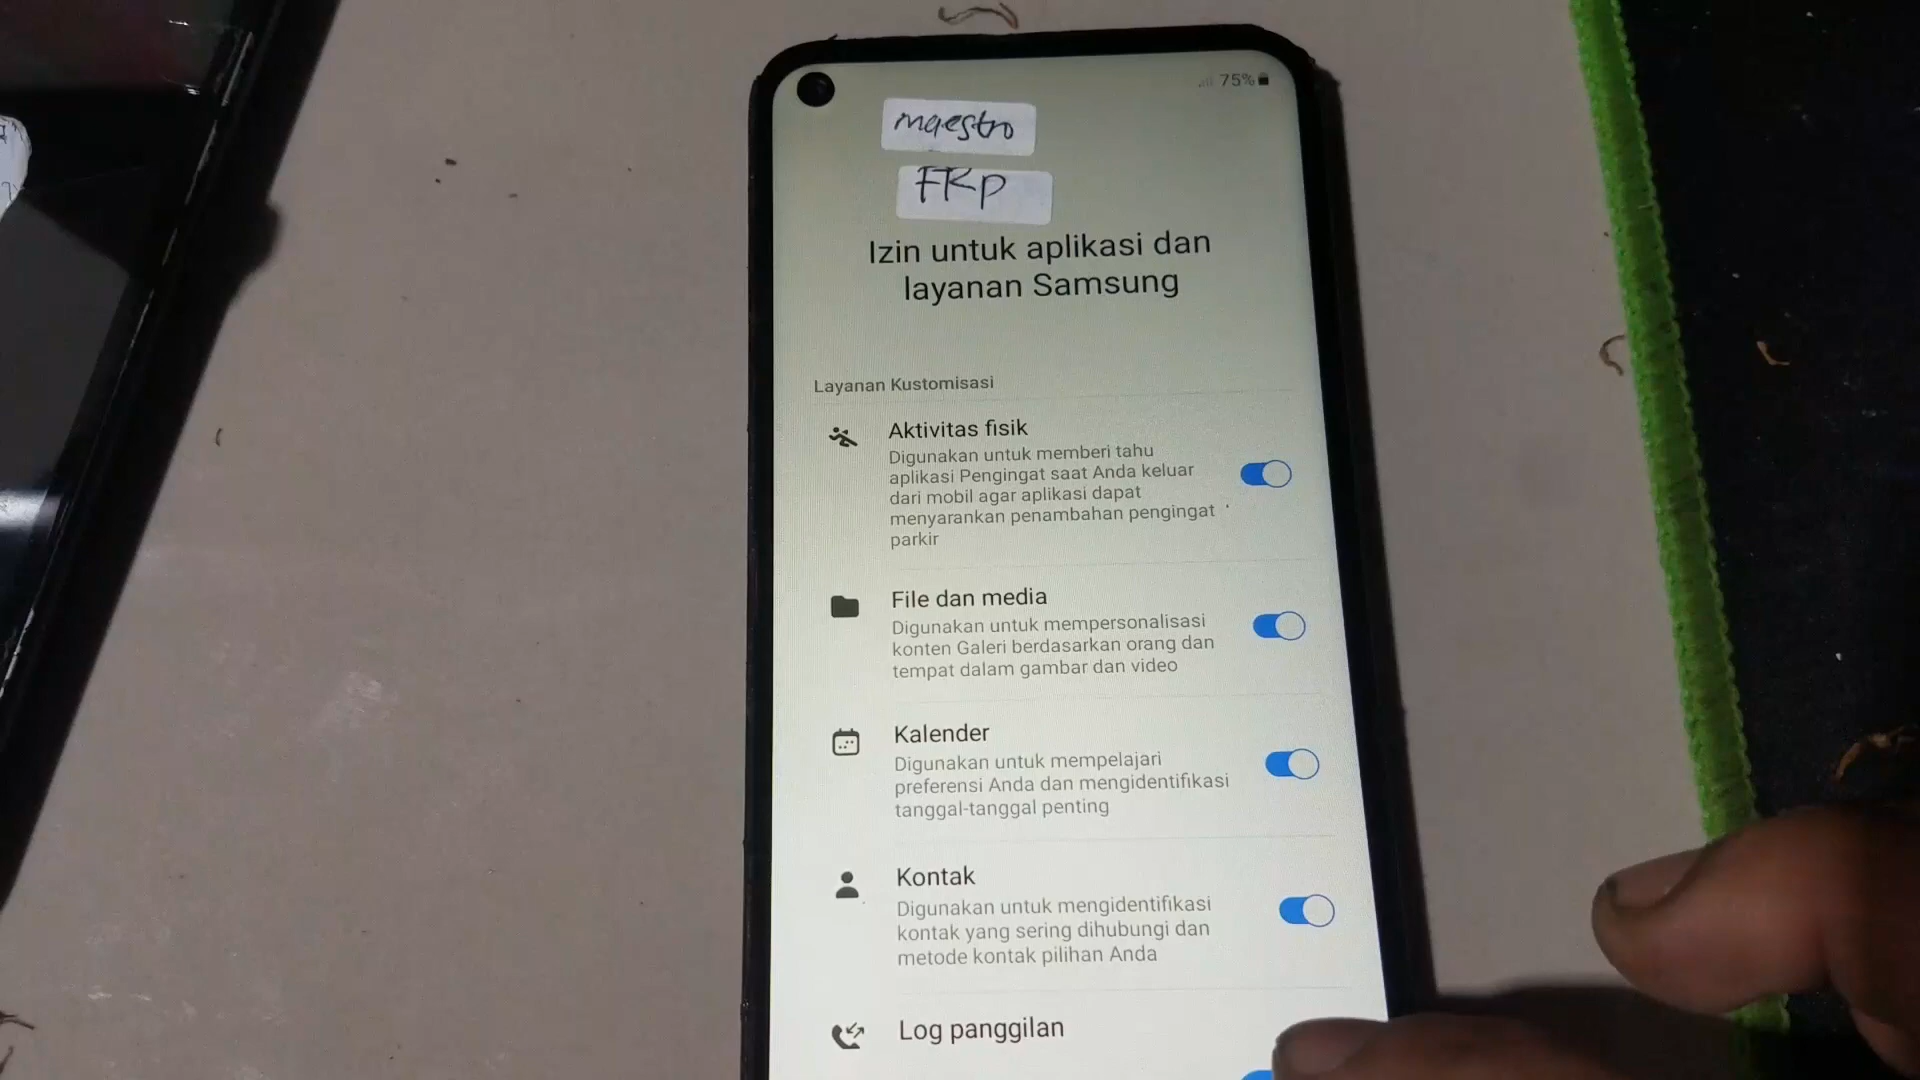 75%
maestro
FRP
Izin untuk aplikasi dan
layanan Samsung
Layanan Kustomisasi
Aktivitas fisik
Digunakan untuk memberi tahu
aplikasi Pengingat saat Anda keluar
dari mobil agar aplikasi dapat
menyarankan penambahan pengingat
parkir
File dan media
Digunakan untuk mempersonalisasi
konten Galeri berdasarkan orang dan
tempat dalam gambar dan video
Kalender
Digunakan untuk mempelajari
preferensi Anda dan mengidentifikasi
tanggal-tanggal penting
Kontak
Digunakan untuk mengidentifikasi
kontak yang sering dihubungi dan
metode kontak pilihan Anda
Log panggilan